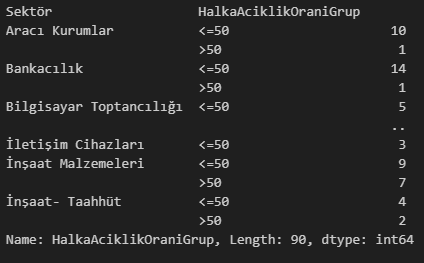 Sektör HalkaAciklikOraniGrup
Aracı Kurumlar <=50 10
>50 1
Bankacılık <=50 14
>50 1
Bilgisayar Toptancılığı <=50 5
..
İletişim Cihazları <=50 3
İnşaat Malzemeleri <=50 9
>50 7
İnşaat- Taahhüt <=50 4
>50 2
Name: HalkaAciklikOraniGrup, Length: 90, dtype: int64